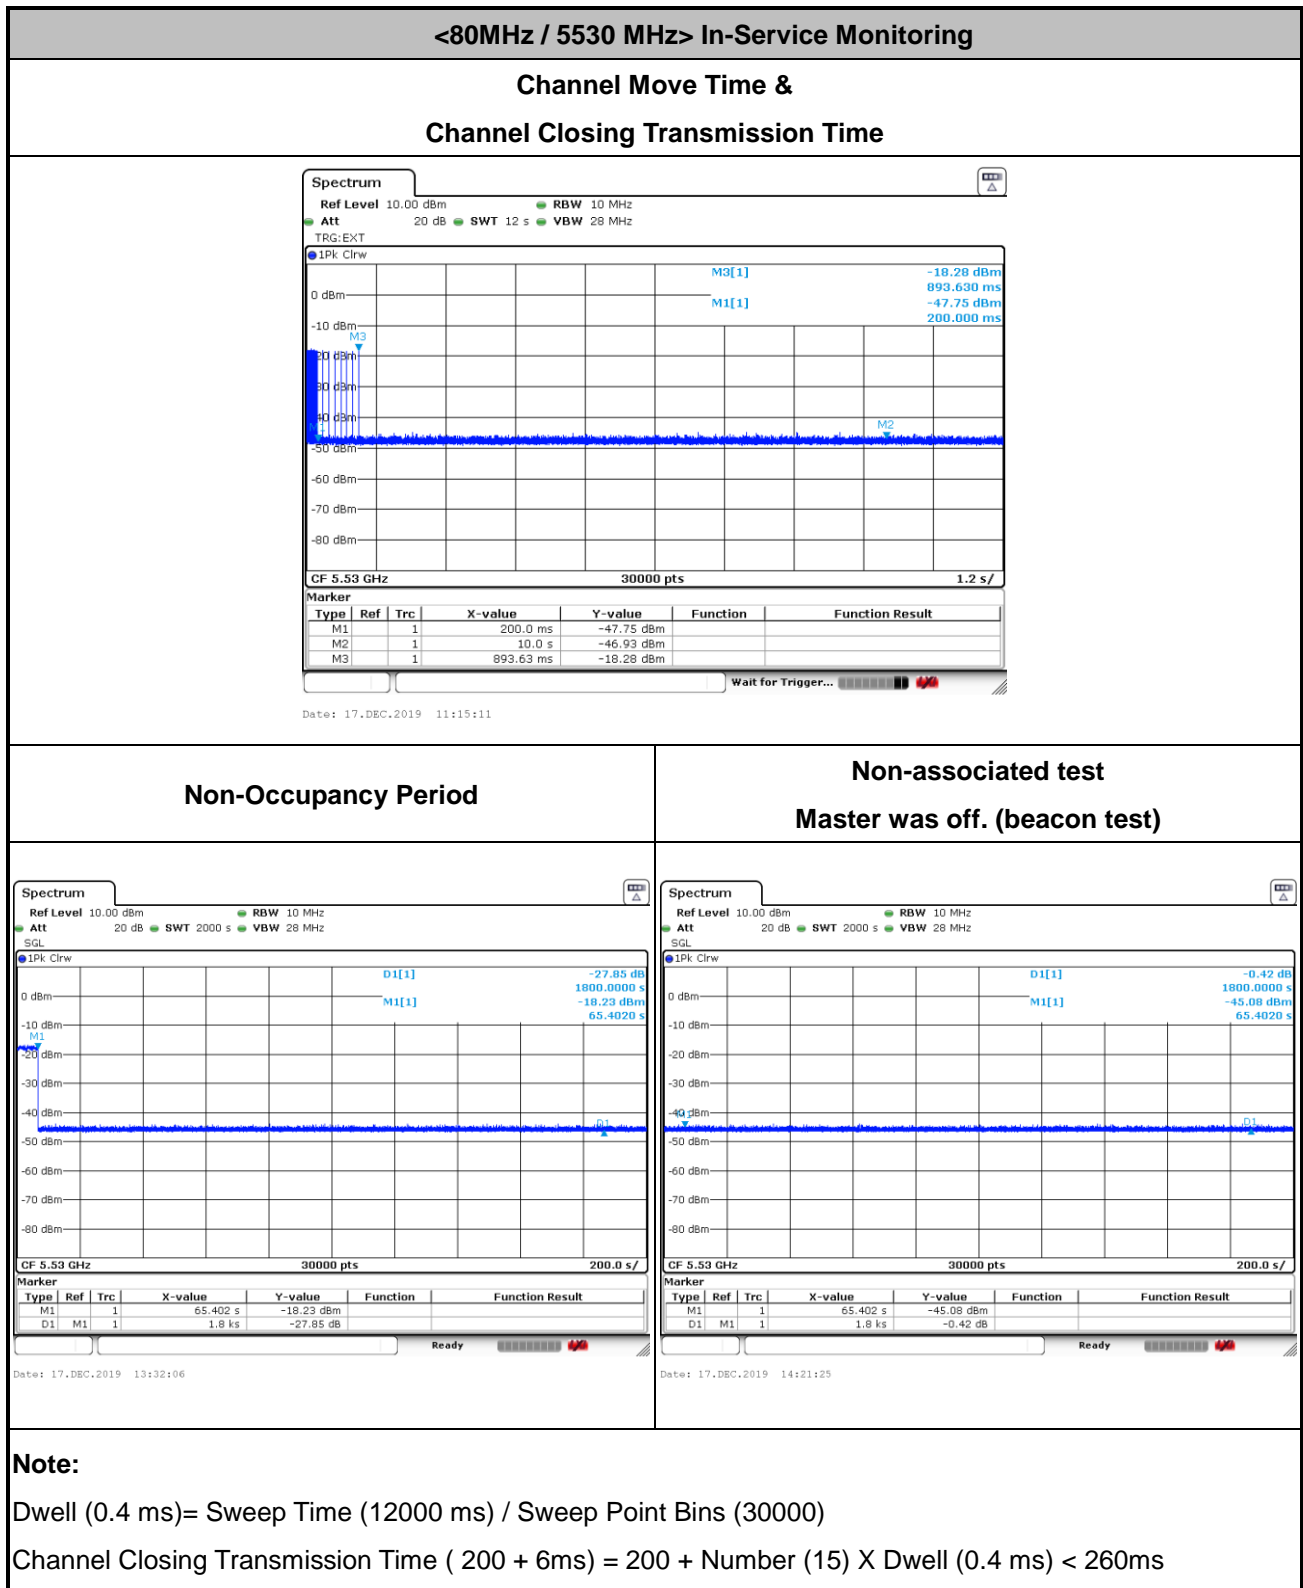 <80MHz / 5530 MHz> In-Service Monitoring
Channel Move Time &
Channel Closing Transmission Time
Spectrum
Ref Level 10.00 dBm RBW 10 MHz
Att 20 dB SWT 12 s VBW 28 MHz
TRG:EXT
1Pk Clrw
M3[1] -18.28 dBm
893.630 ms
0 dBm
M1[1] -47.75 dBm
200.000 ms
-10 dBm
M3
-20 dBm
-30 dBm
-40 dBm
M1
M2
-50 dBm
-60 dBm
-70 dBm
-80 dBm
CF 5.53 GHz 30000 pts 1.2 s/
Marker
Type Ref Trc X-value Y-value Function Function Result
M1 1 200.0 ms -47.75 dBm
M2 1 10.0 s -46.93 dBm
M3 1 893.63 ms -18.28 dBm
Wait for Trigger...
Date: 17.DEC.2019 11:15:11
Non-Occupancy Period
Non-associated test
Master was off. (beacon test)
Spectrum
Ref Level 10.00 dBm RBW 10 MHz
Att 20 dB SWT 2000 s VBW 28 MHz
SGL
1Pk Clrw
D1[1] -27.85 dB
1800.0000 s
0 dBm
M1[1] -18.23 dBm
65.4020 s
-10 dBm
M1
-20 dBm
-30 dBm
-40 dBm
D1
-50 dBm
-60 dBm
-70 dBm
-80 dBm
CF 5.53 GHz 30000 pts 200.0 s/
Marker
Type Ref Trc X-value Y-value Function Function Result
M1 1 65.402 s -18.23 dBm
D1 M1 1 1.8 ks -27.85 dB
Ready
Date: 17.DEC.2019 13:32:06
Spectrum
Ref Level 10.00 dBm RBW 10 MHz
Att 20 dB SWT 2000 s VBW 28 MHz
SGL
1Pk Clrw
D1[1] -0.42 dB
1800.0000 s
0 dBm
M1[1] -45.08 dBm
65.4020 s
-10 dBm
-20 dBm
-30 dBm
-40 dBm
M1
D1
-50 dBm
-60 dBm
-70 dBm
-80 dBm
CF 5.53 GHz 30000 pts 200.0 s/
Marker
Type Ref Trc X-value Y-value Function Function Result
M1 1 65.402 s -45.08 dBm
D1 M1 1 1.8 ks -0.42 dB
Ready
Date: 17.DEC.2019 14:21:25
Note:
Dwell (0.4 ms)= Sweep Time (12000 ms) / Sweep Point Bins (30000)
Channel Closing Transmission Time ( 200 + 6ms) = 200 + Number (15) X Dwell (0.4 ms) < 260ms